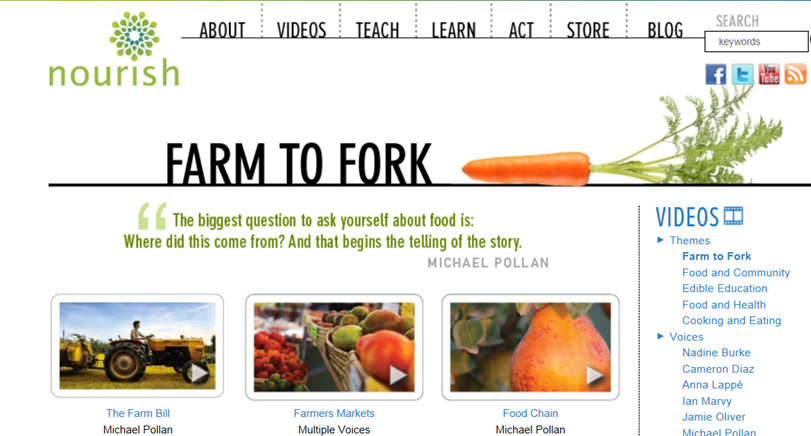 nourish
ABOUT VIDEOS TEACH LEARN ACT STORE BLOG
SEARCH
keywords
You Tube
FARM TO FORK
“ The biggest question to ask yourself about food is:
Where did this come from? And that begins the telling of the story.
MICHAEL POLLAN
The Farm Bill
Michael Pollan
Farmers Markets
Multiple Voices
Food Chain
Michael Pollan
VIDEOS
Themes
Farm to Fork
Food and Community
Edible Education
Food and Health
Cooking and Eating
Voices
Nadine Burke
Cameron Diaz
Anna Lappé
Ian Marvy
Jamie Oliver
Michael Pollan